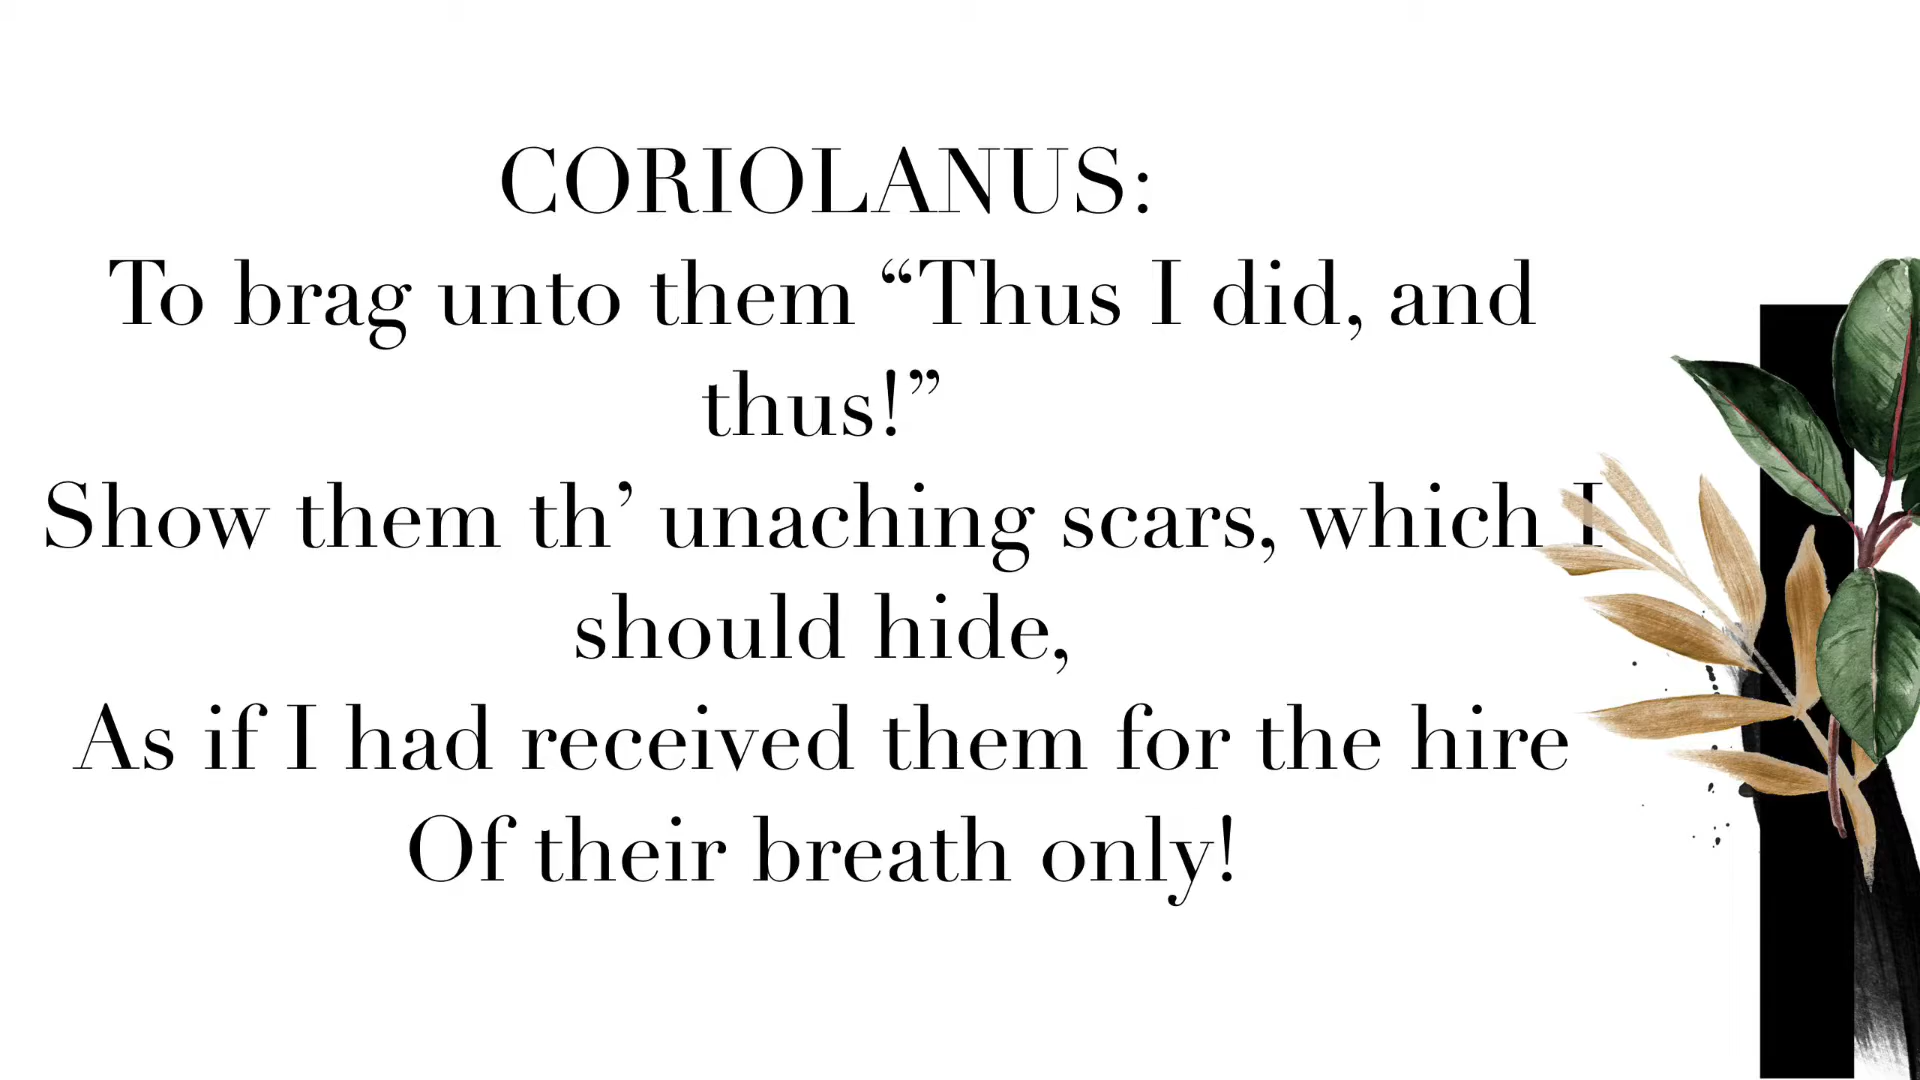 CORIOLANUS:
To brag unto them “Thus I did, and
thus!”
Show them th’ unaching scars, which I
should hide,
As if I had received them for the hire
Of their breath only!